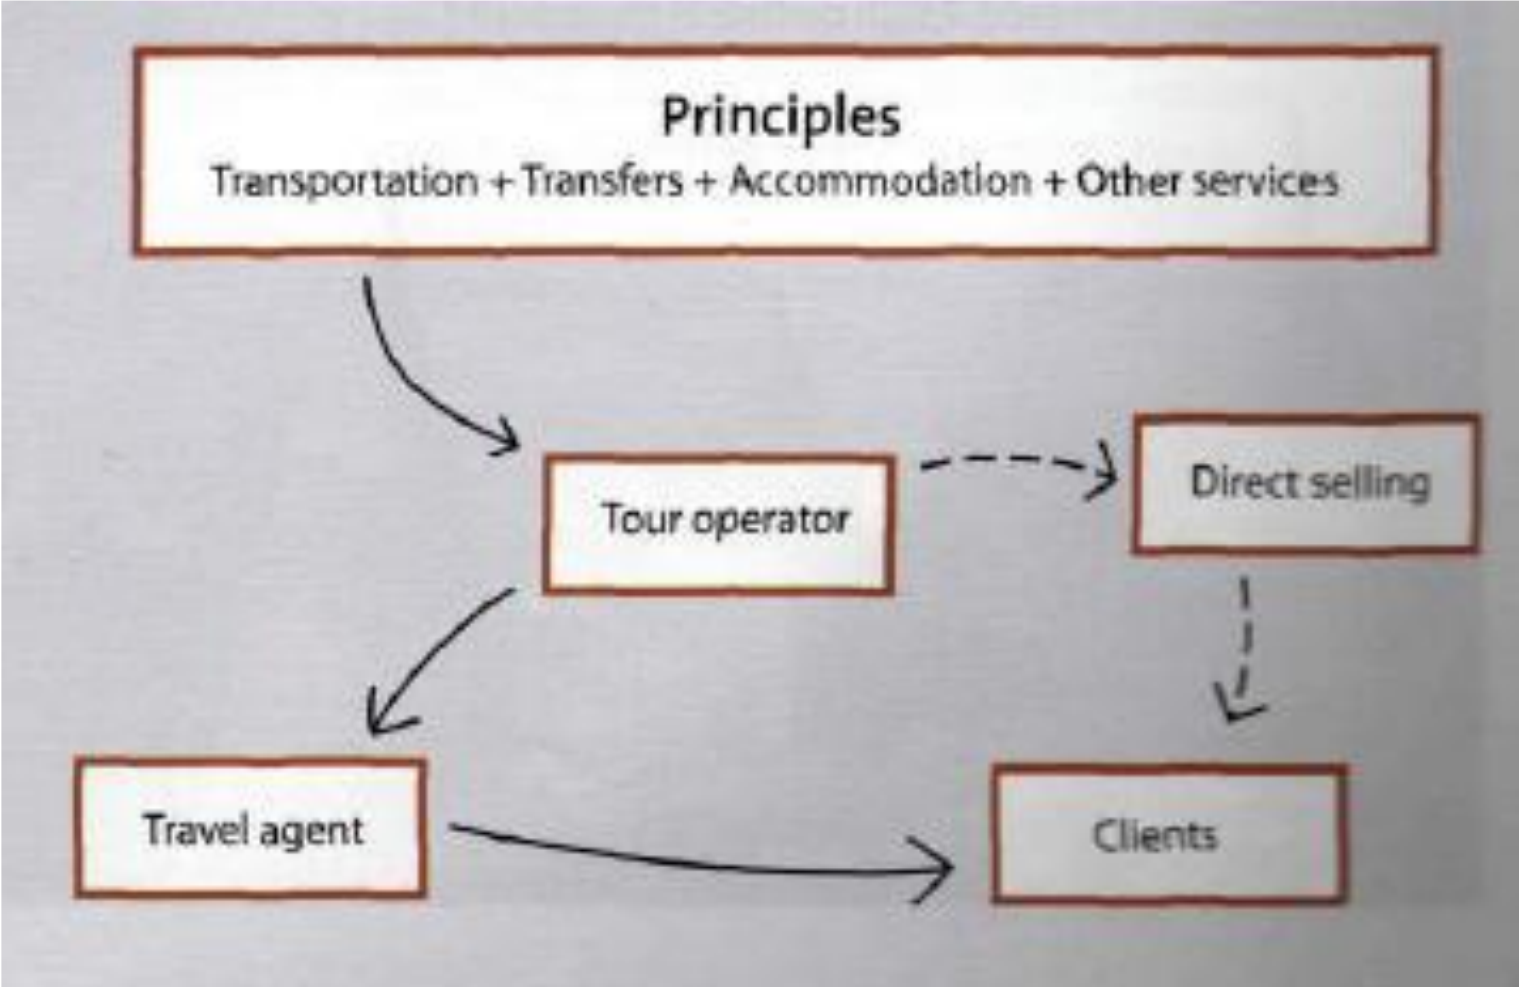 Principles
Transportation + Transfers + Accommodation + Other services
Tour operator
Direct selling
Travel agent
Clients